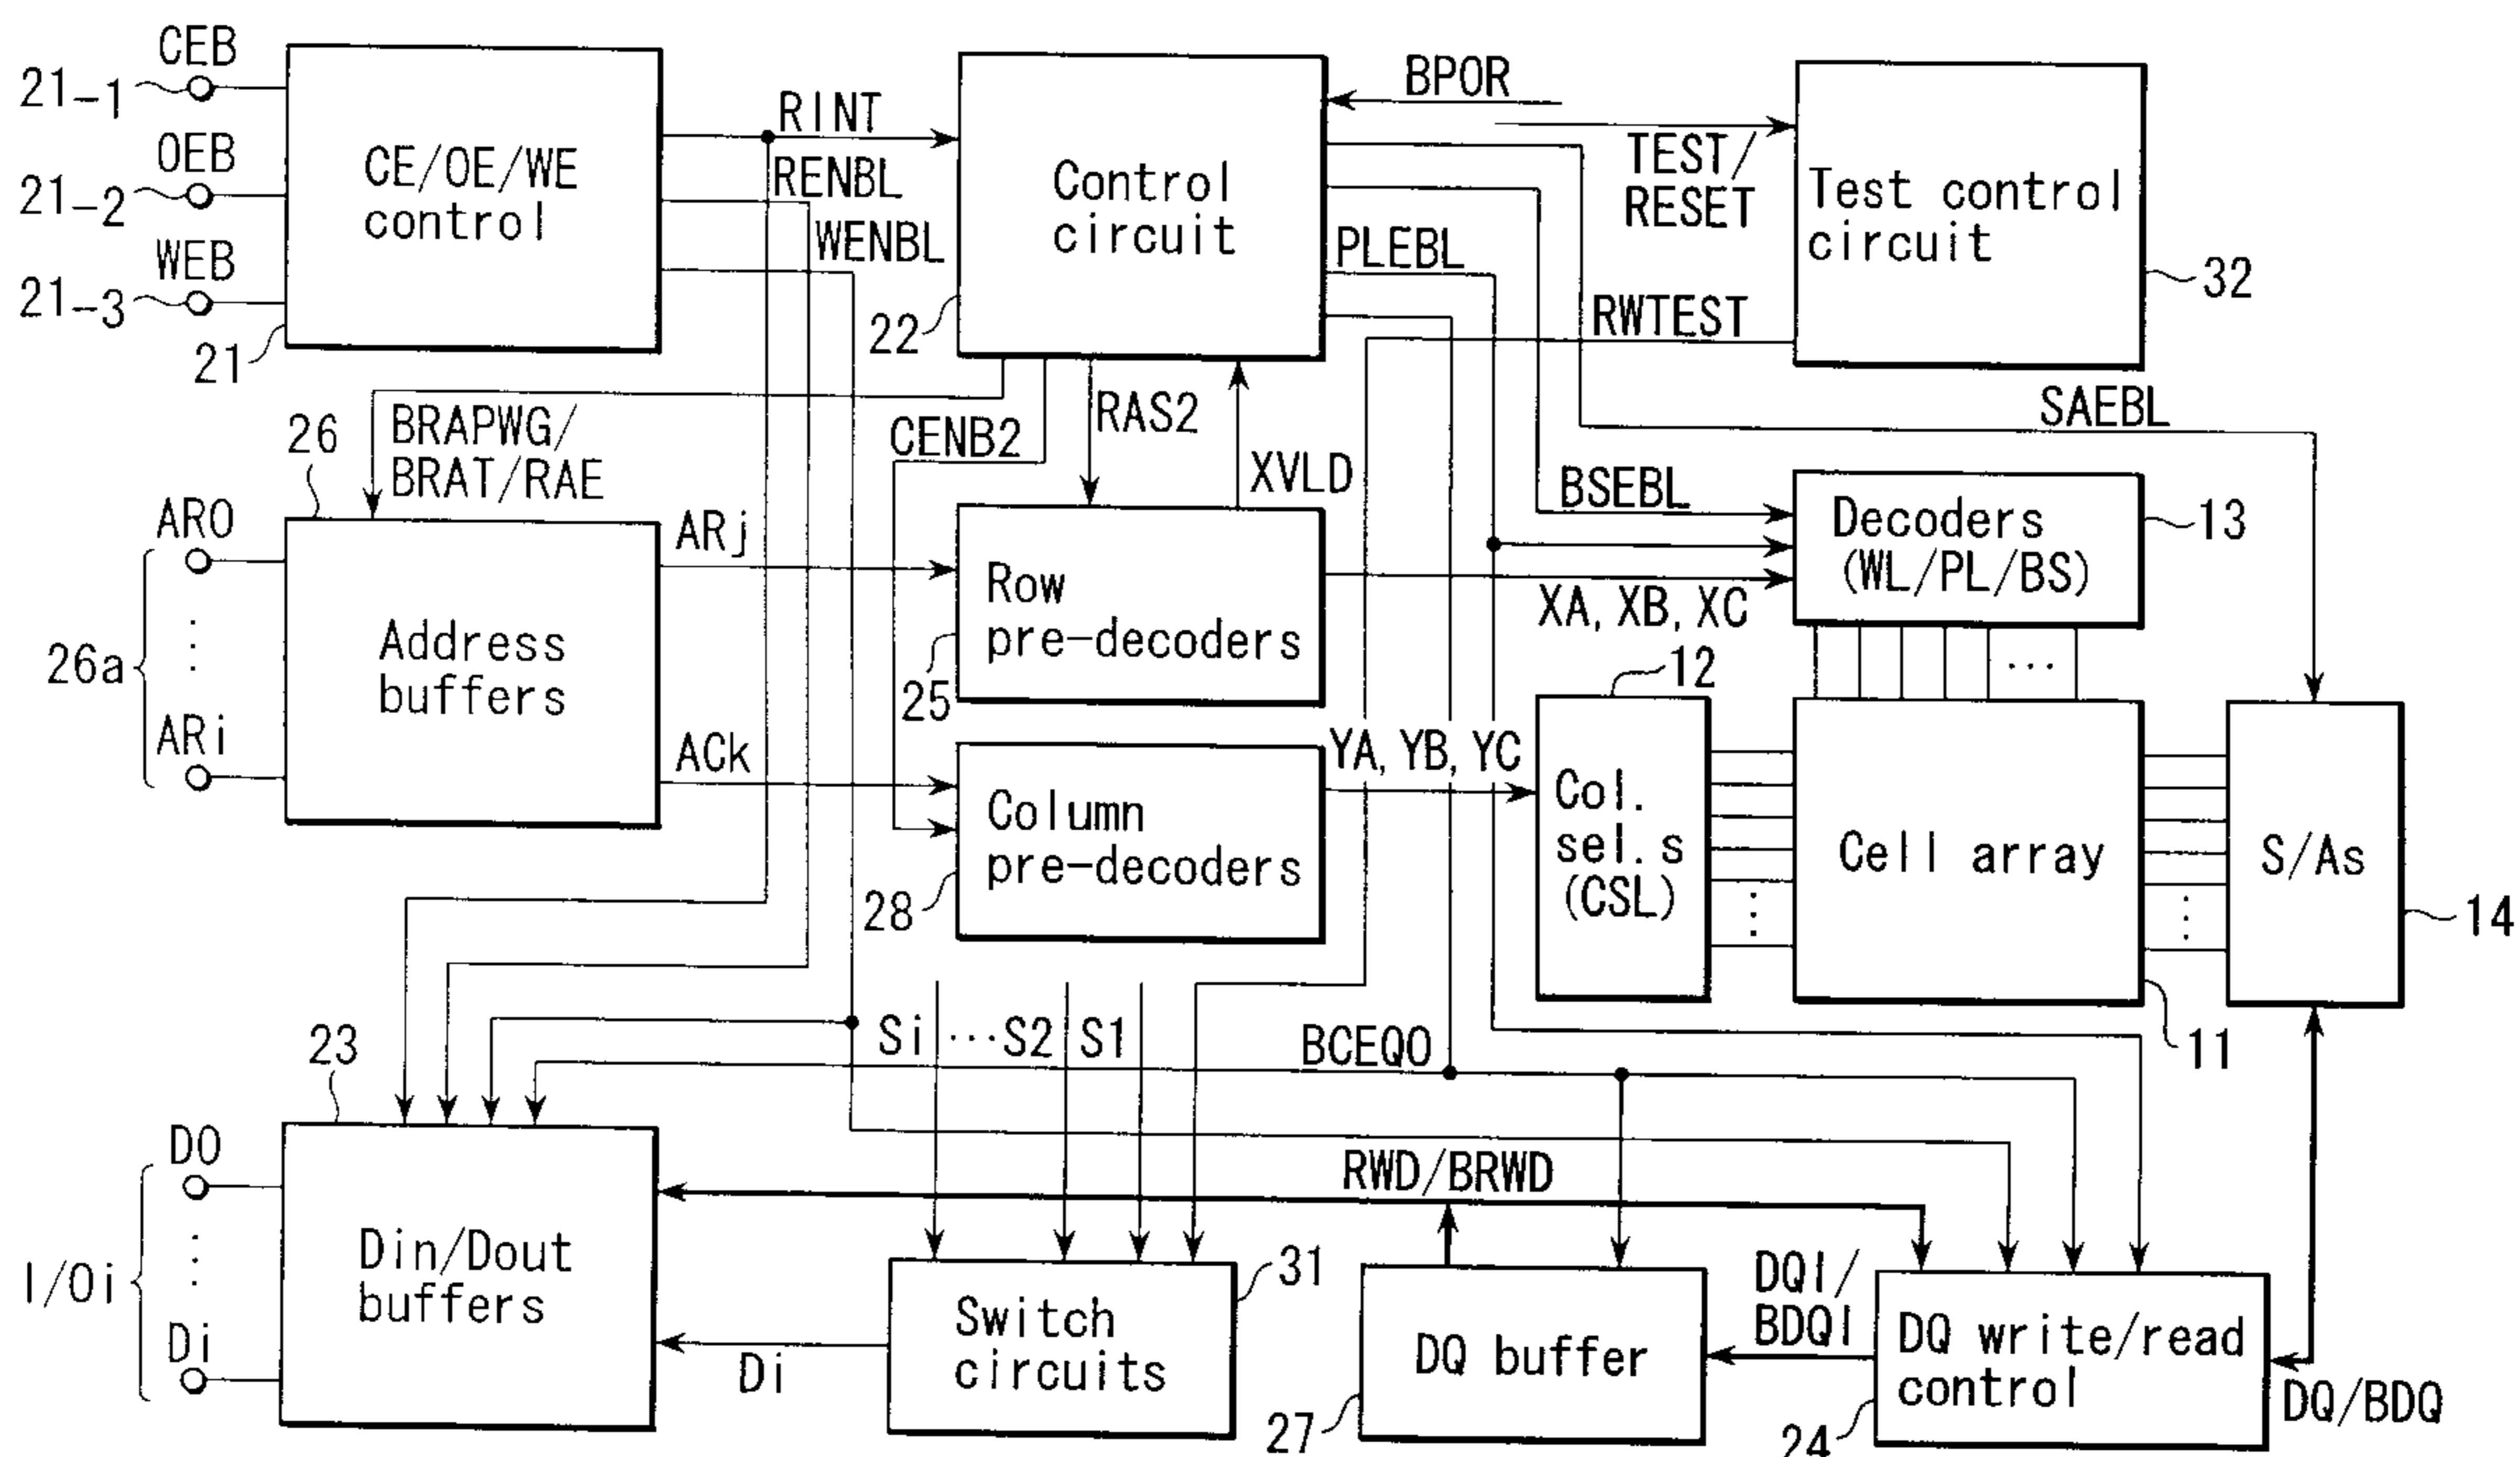 CEB
21-1
OEB
21-2
WEB
21-3
21
CE/OE/WE
control
RINT
RENBL
WENBL
Control
circuit
22
BPOR
TEST/
RESET
PLEBL
RWTEST
Test control
circuit
32
SAEBL
BRAPWG/
BRAT/RAE
CENB2
RAS2
XVLD
BSEBL
Decoders
(WL/PL/BS)
13
26
AR0
26a
ARi
Address
buffers
ARj
ACk
Row
pre-decoders
25
XA, XB, XC
Column
pre-decoders
28
YA, YB, YC
12
Col.
sel.s
(CSL)
Cell array
11
S/As
14
Si ...S2 S1
BCEQ0
23
D0
I/Oi
Di
Din/Dout
buffers
Di
Switch
circuits
31
RWD/BRWD
DQ buffer
27
DQI/
BDQI
DQ write/read
control
24
DQ/BDQ